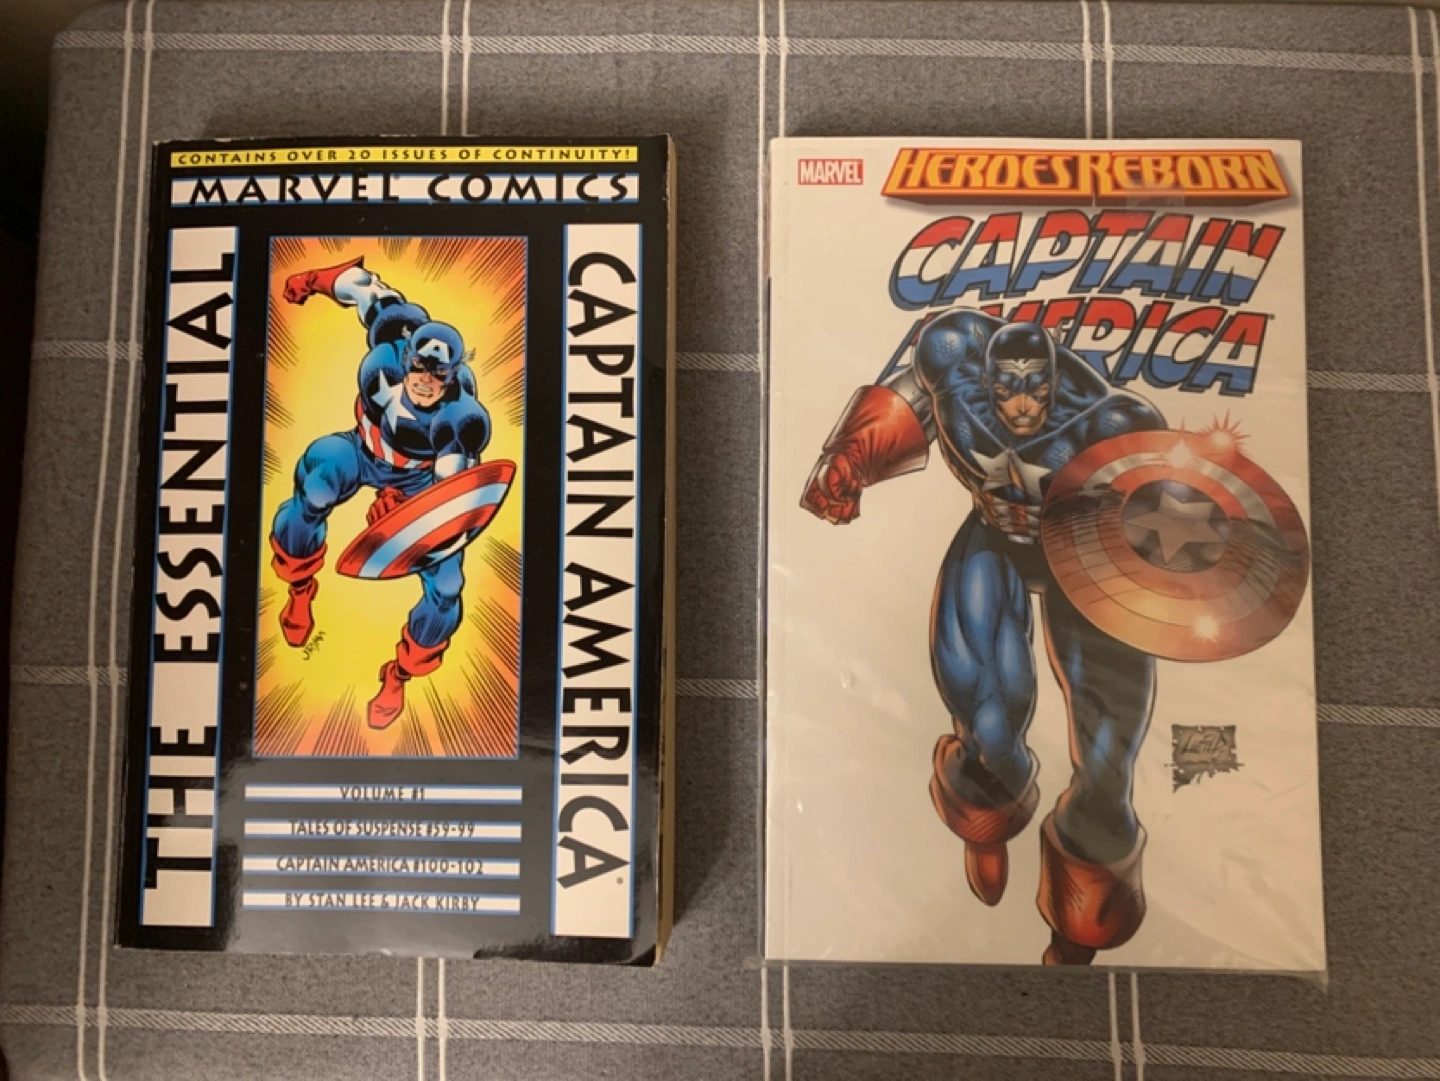 CONTAINS OVER 20 ISSUES OF CONTINUITY!
MARVEL COMICS
THE ESSENTIAL
CAPTAIN AMERICA
VOLUME #1
TALES OF SUSPENSE #59-99
CAPTAIN AMERICA #100-102
BY STAN LEE & JACK KIRBY
MARVEL
HEROES REBORN
CAPTAIN
AMERICA